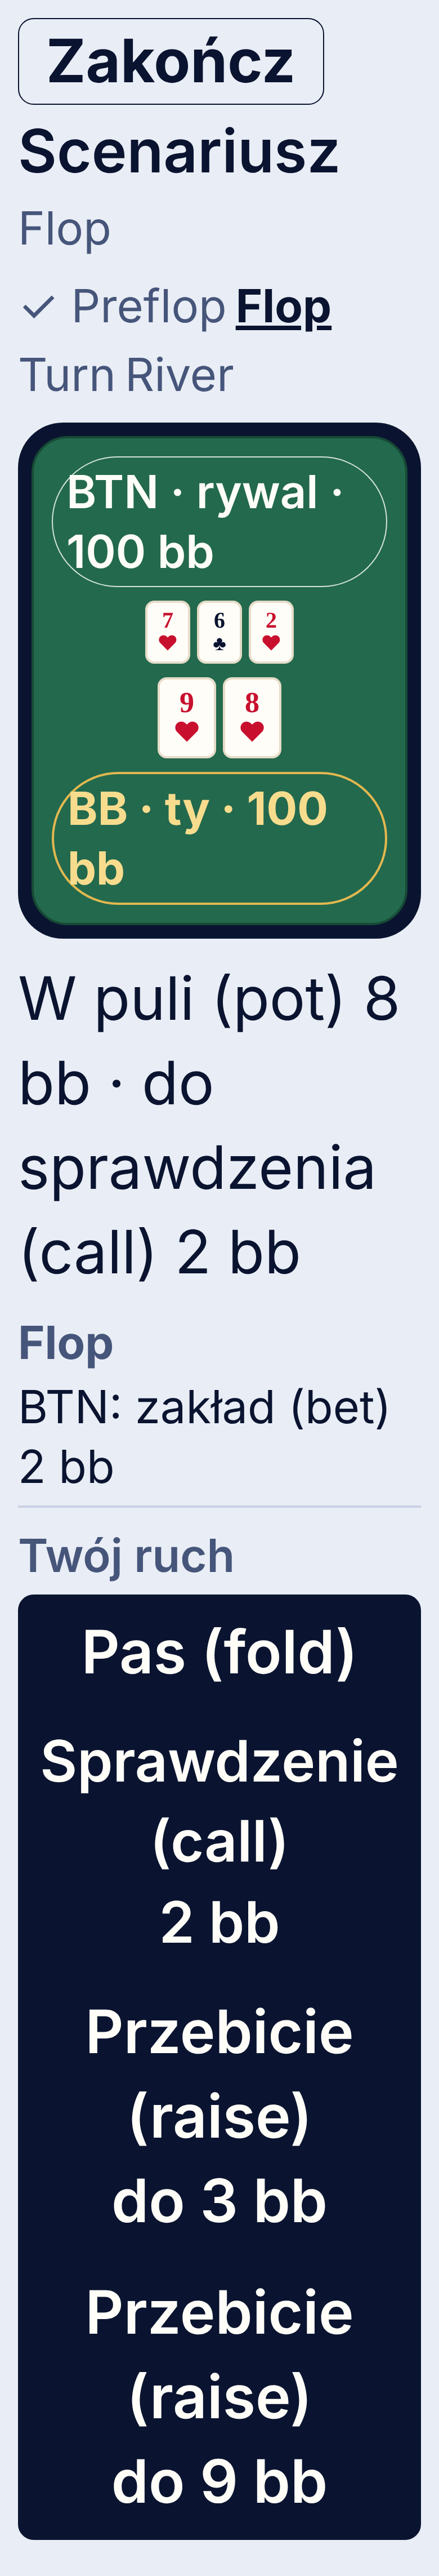 Zakończ
Scenariusz
Flop
✓ Preflop Flop
Turn River
BTN · rywal ·
100 bb
7 6 2
♥ ♣ ♥
9 8
♥ ♥
BB · ty · 100
bb
W puli (pot) 8
bb · do
sprawdzenia
(call) 2 bb
Flop
BTN: zakład (bet)
2 bb
Twój ruch
Pas (fold)
Sprawdzenie
(call)
2 bb
Przebicie
(raise)
do 3 bb
Przebicie
(raise)
do 9 bb